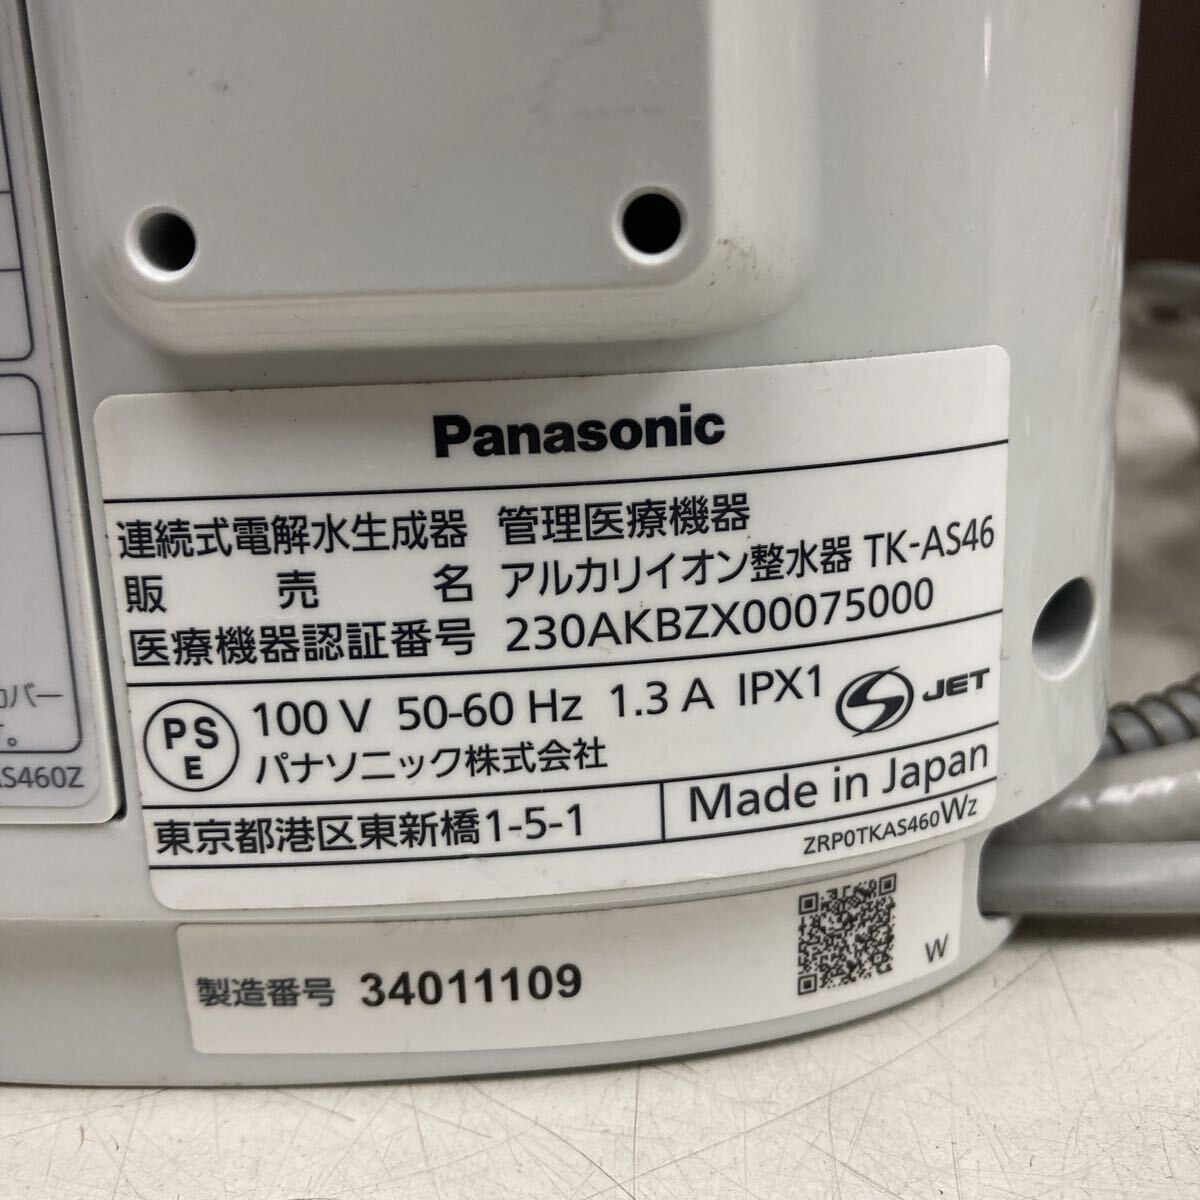 Panasonic
連続式電解水生成器 管理医療機器
販売名 アルカリイオン整水器 TK-AS46
医療機器認証番号 230AKBZX00075000
PS E 100 V 50-60 Hz 1.3 A IPX1 JET
パナソニック株式会社
東京都港区東新橋1-5-1 Made in Japan
ZRP0TKAS460Wz
製造番号 34011109 W
カバー
す。
AS460Z